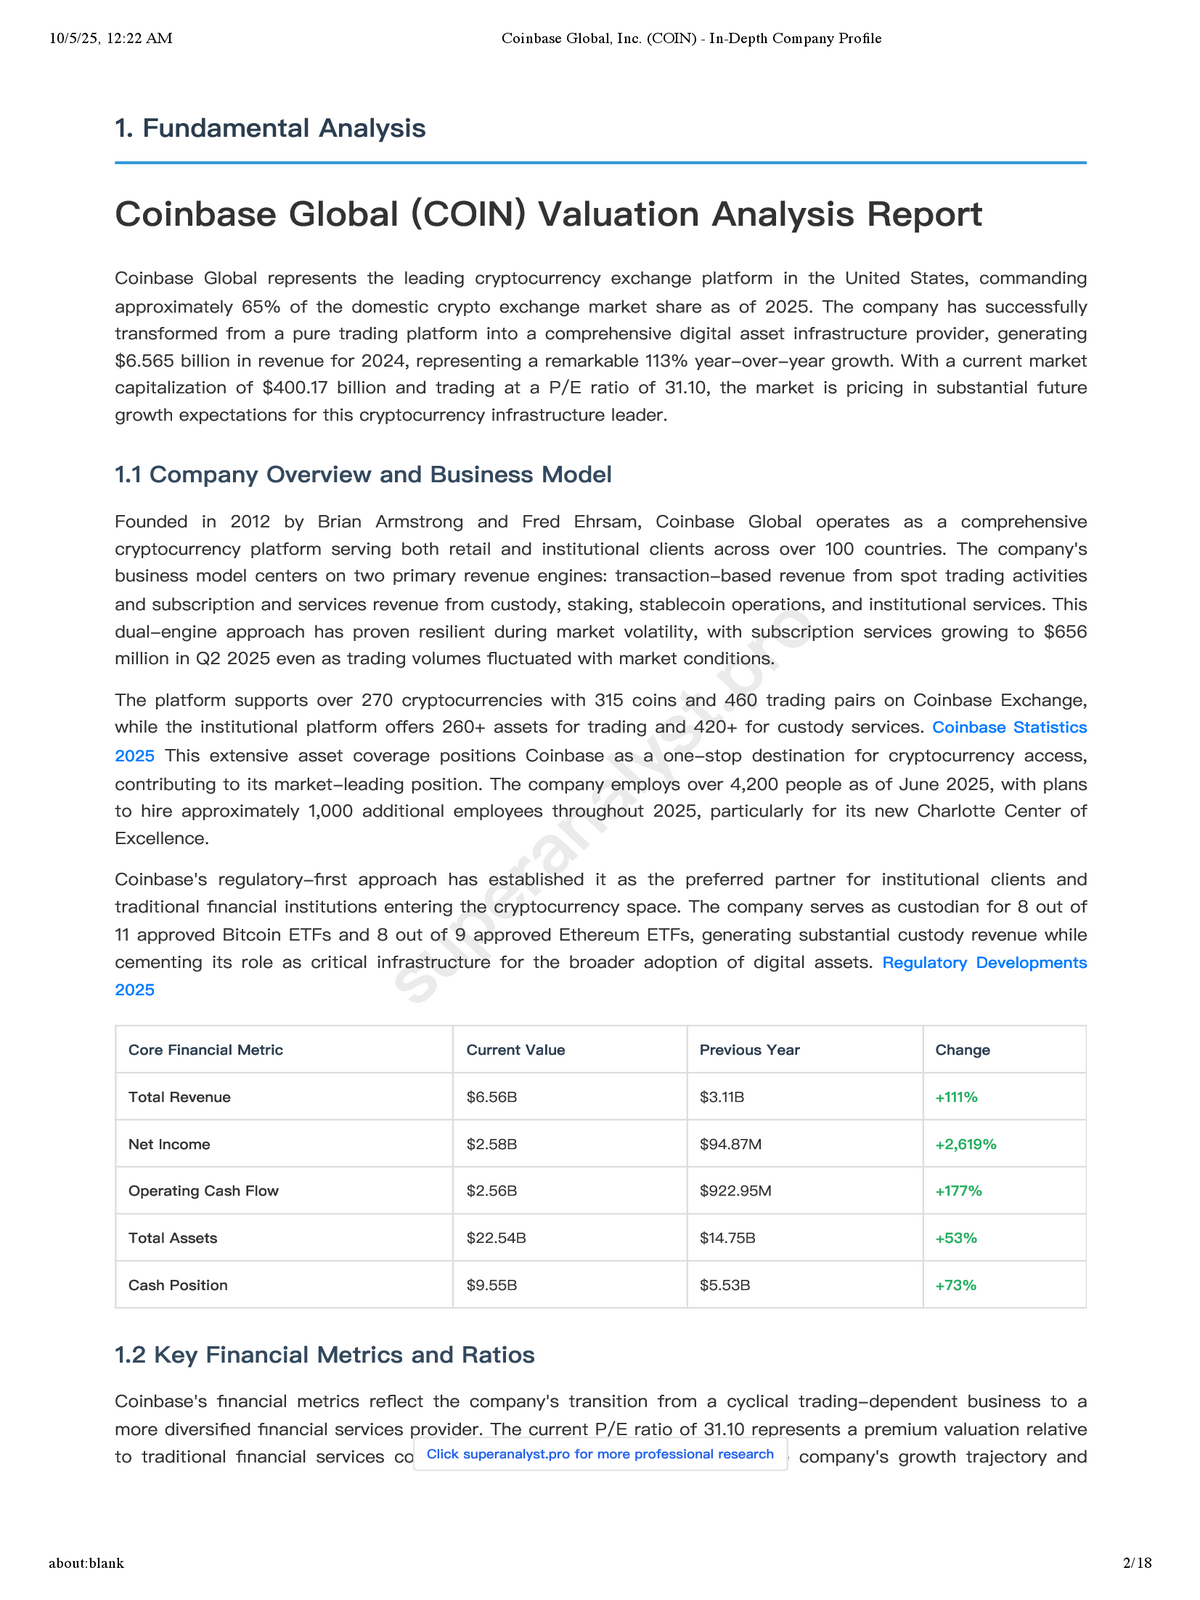 10/5/25, 12:22 AM
Coinbase Global, Inc. (COIN) - In-Depth Company Profile
1. Fundamental Analysis
Coinbase Global (COIN) Valuation Analysis Report
Coinbase Global represents the leading cryptocurrency exchange platform in the United States, commanding
approximately 65% of the domestic crypto exchange market share as of 2025. The company has successfully
transformed from a pure trading platform into a comprehensive digital asset infrastructure provider, generating
$6.565 billion in revenue for 2024, representing a remarkable 113% year–over–year growth. With a current market
capitalization of $400.17 billion and trading at a P/E ratio of 31.10, the market is pricing in substantial future
growth expectations for this cryptocurrency infrastructure leader.
1.1 Company Overview and Business Model
Founded in 2012 by Brian Armstrong and Fred Ehrsam, Coinbase Global operates as a comprehensive
cryptocurrency platform serving both retail and institutional clients across over 100 countries. The company's
business model centers on two primary revenue engines: transaction–based revenue from spot trading activities
and subscription and services revenue from custody, staking, stablecoin operations, and institutional services. This
dual–engine approach has proven resilient during market volatility, with subscription services growing to $656
million in Q2 2025 even as trading volumes fluctuated with market conditions.
The platform supports over 270 cryptocurrencies with 315 coins and 460 trading pairs on Coinbase Exchange,
while the institutional platform offers 260+ assets for trading and 420+ for custody services. Coinbase Statistics
2025 This extensive asset coverage positions Coinbase as a one–stop destination for cryptocurrency access,
contributing to its market–leading position. The company employs over 4,200 people as of June 2025, with plans
to hire approximately 1,000 additional employees throughout 2025, particularly for its new Charlotte Center of
Excellence.
Coinbase's regulatory–first approach has established it as the preferred partner for institutional clients and
traditional financial institutions entering the cryptocurrency space. The company serves as custodian for 8 out of
11 approved Bitcoin ETFs and 8 out of 9 approved Ethereum ETFs, generating substantial custody revenue while
cementing its role as critical infrastructure for the broader adoption of digital assets. Regulatory Developments
2025
superanalyst.pro
Core Financial Metric Current Value Previous Year Change
Total Revenue $6.56B $3.11B +111%
Net Income $2.58B $94.87M +2,619%
Operating Cash Flow $2.56B $922.95M +177%
Total Assets $22.54B $14.75B +53%
Cash Position $9.55B $5.53B +73%
1.2 Key Financial Metrics and Ratios
Coinbase's financial metrics reflect the company's transition from a cyclical trading–dependent business to a
more diversified financial services provider. The current P/E ratio of 31.10 represents a premium valuation relative
to traditional financial services co company's growth trajectory and
Click superanalyst.pro for more professional research
about:blank
2/18